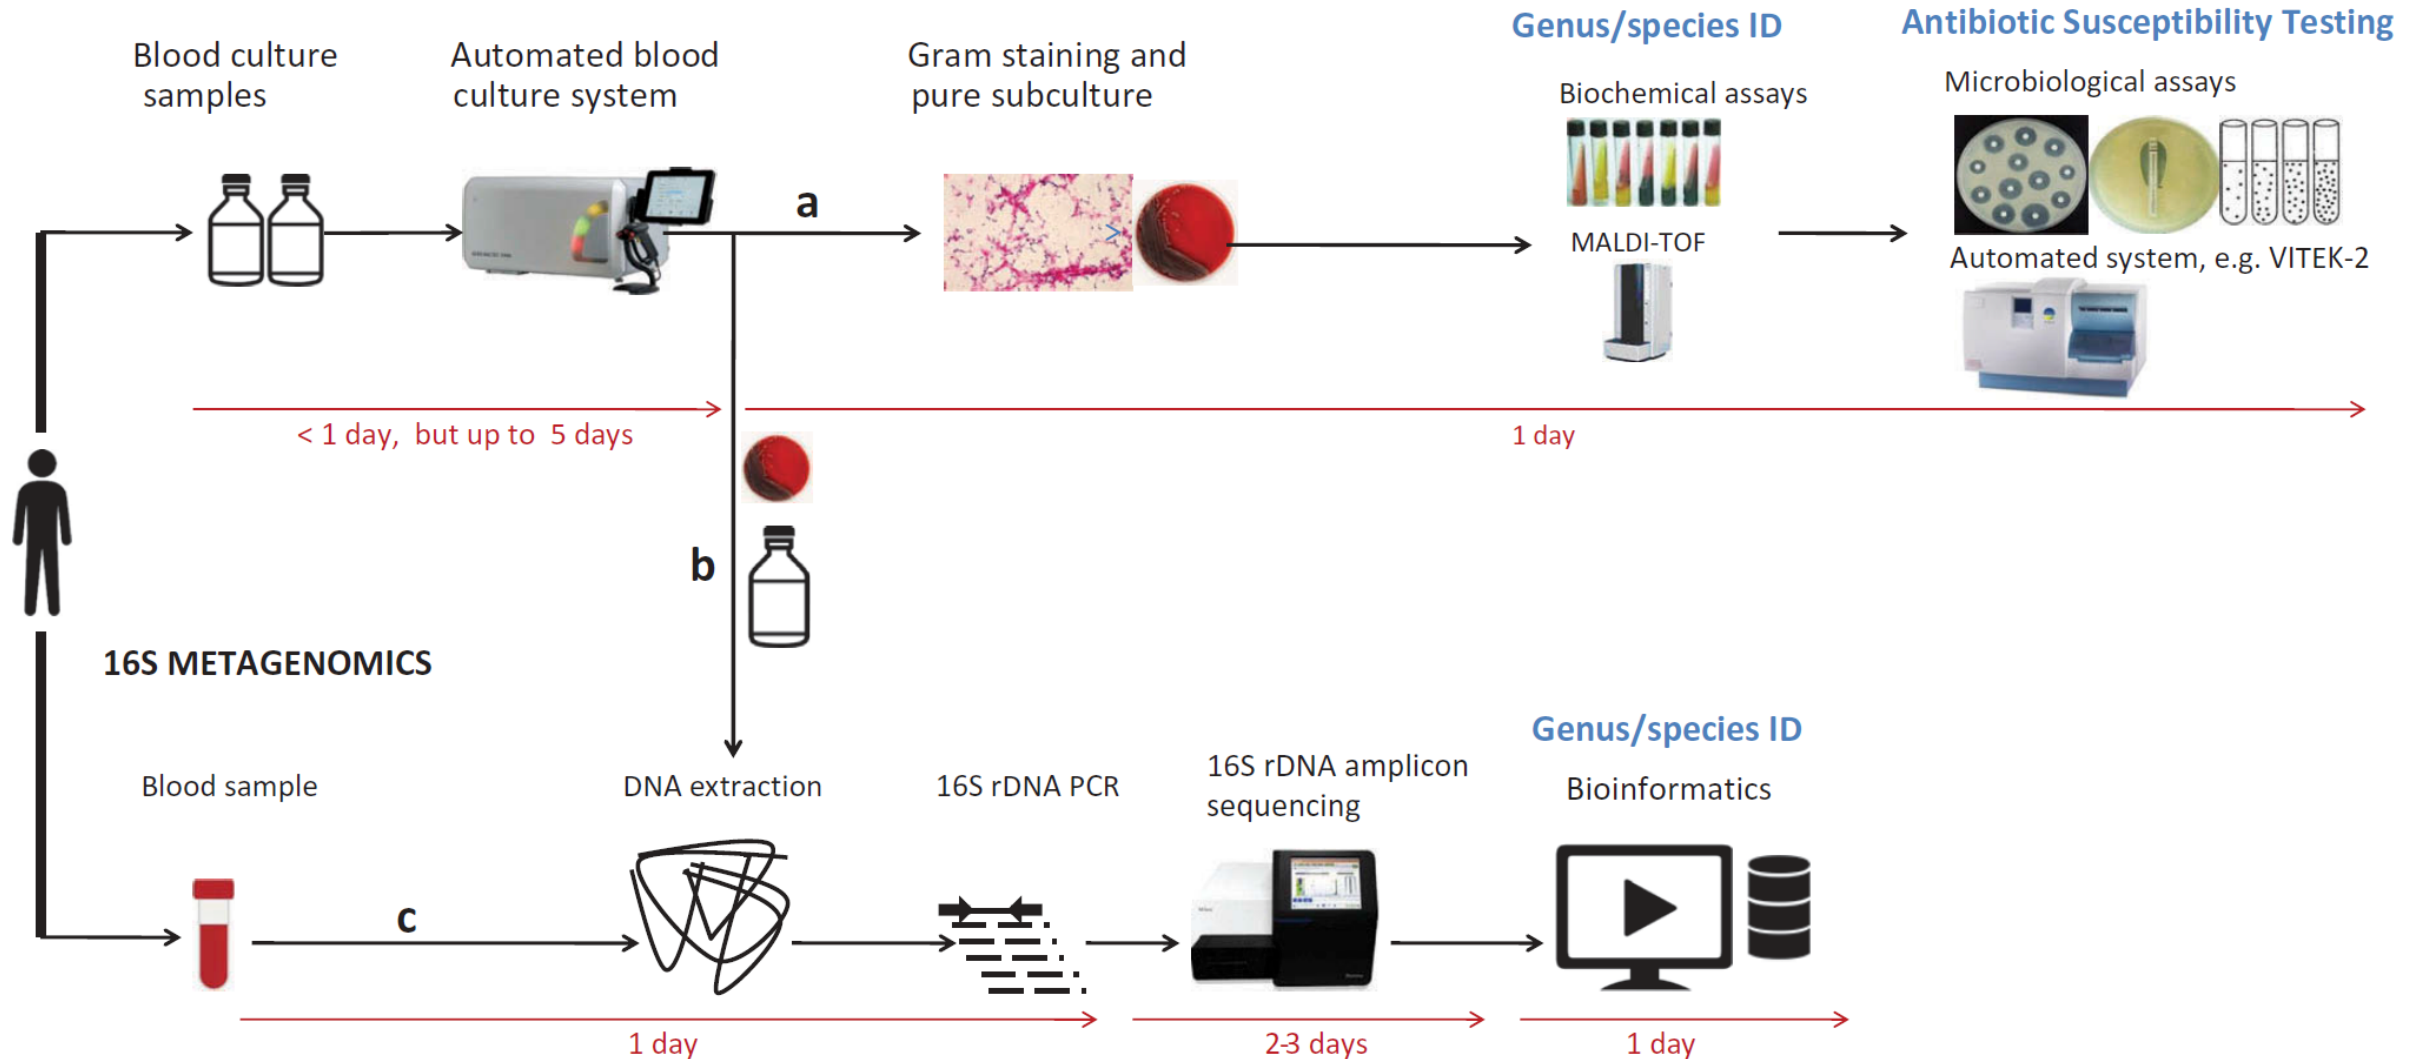 Blood culture
samples
Automated blood
culture system
Gram staining and
pure subculture
Genus/species ID
Biochemical assays
MALDI-TOF
Antibiotic Susceptibility Testing
Microbiological assays
Automated system, e.g. VITEK-2
a
< 1 day, but up to 5 days
1 day
b
16S METAGENOMICS
Blood sample
c
DNA extraction
16S rDNA PCR
16S rDNA amplicon
sequencing
Genus/species ID
Bioinformatics
1 day
2-3 days
1 day